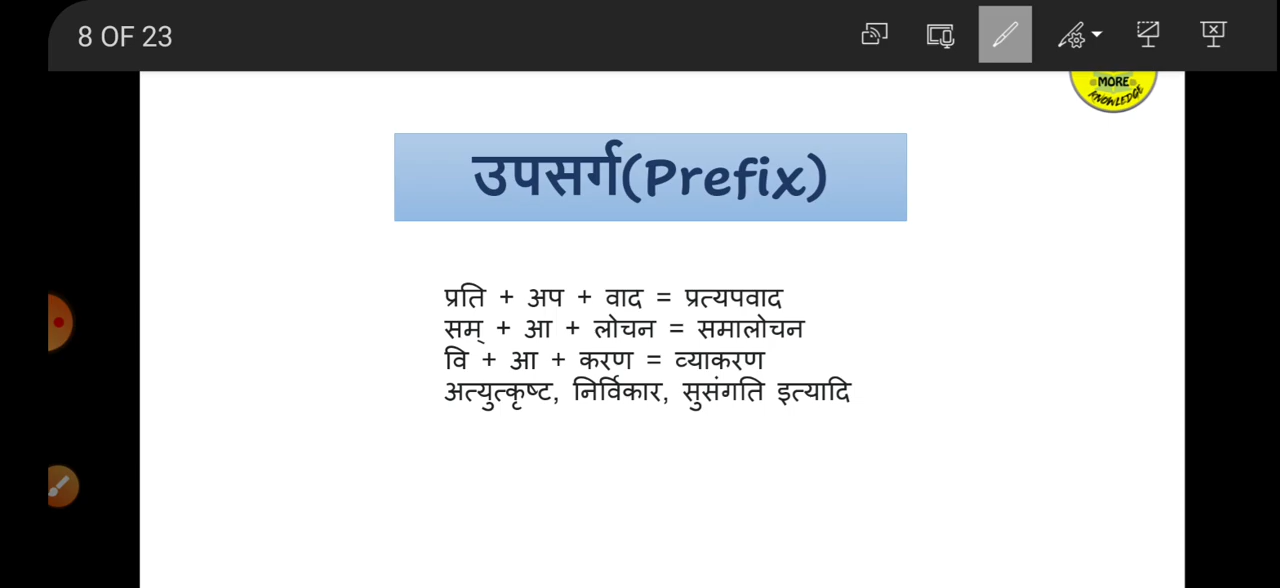 8 OF 23
MORE
KNOWLEDGE
उपसर्ग(Prefix)
प्रति + अप + वाद = प्रत्यपवाद
सम् + आ + लोचन = समालोचन
वि + आ + करण = व्याकरण
अत्युत्कृष्ट, निर्विकार, सुसंगति इत्यादि